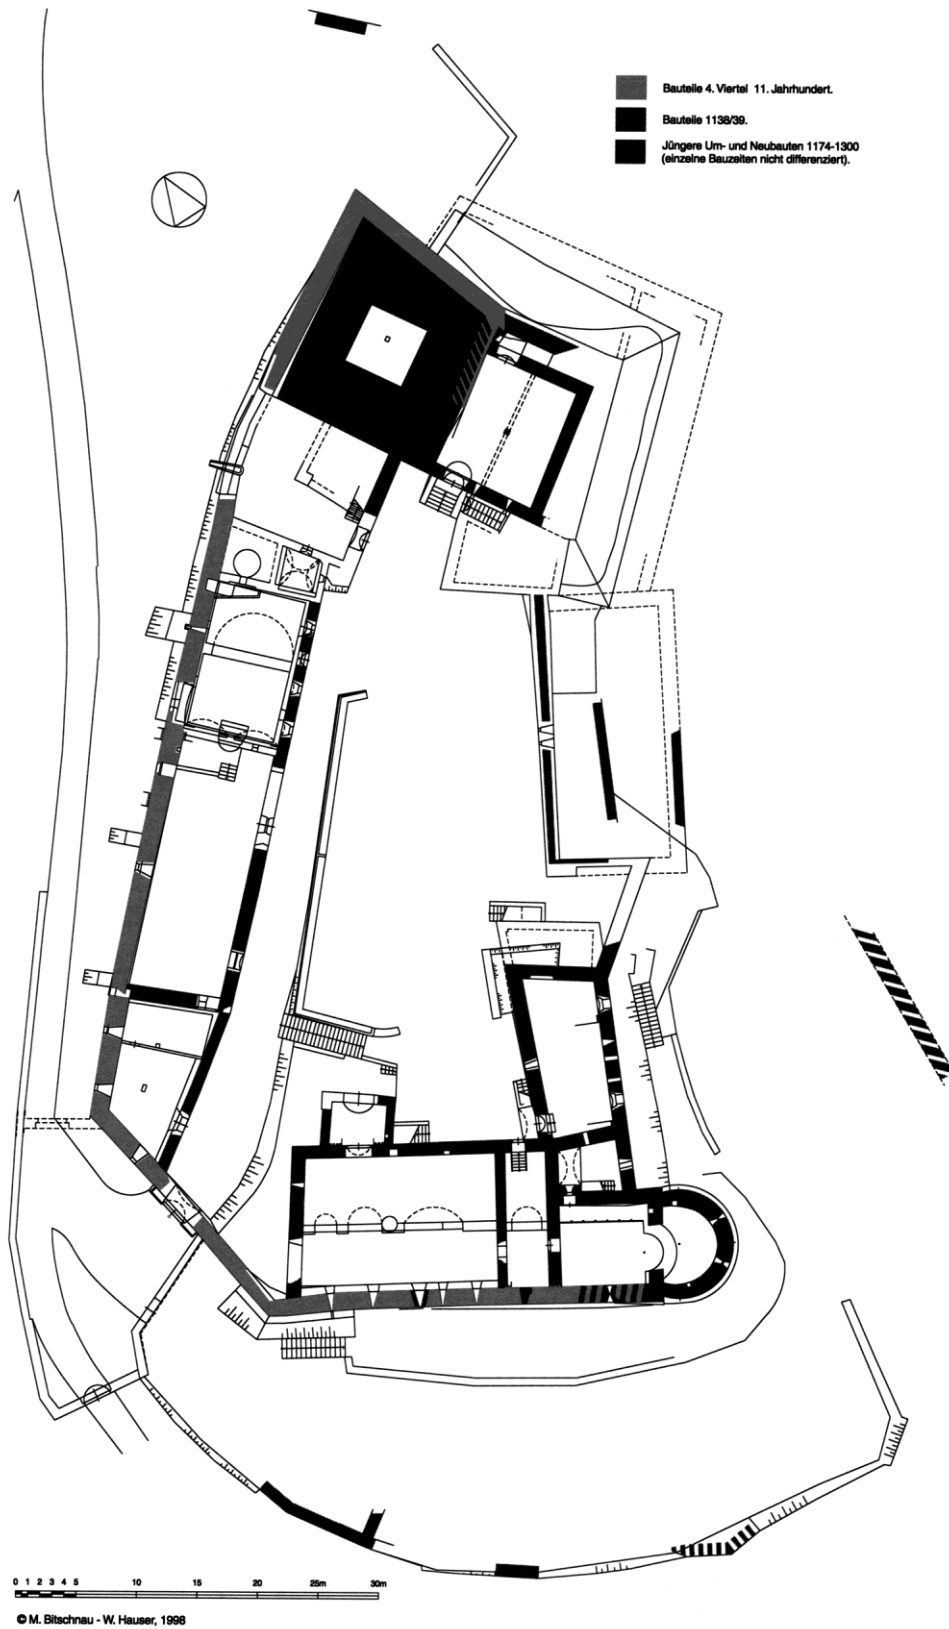 Bauteile 4. Viertel 11. Jahrhundert.
Bauteile 1138/39.
Jüngere Um- und Neubauten 1174-1300
(einzelne Bauzeiten nicht differenziert).
0 1 2 3 4 5 10 15 20 25m 30m
© M. Bitschnau - W. Hauser, 1998